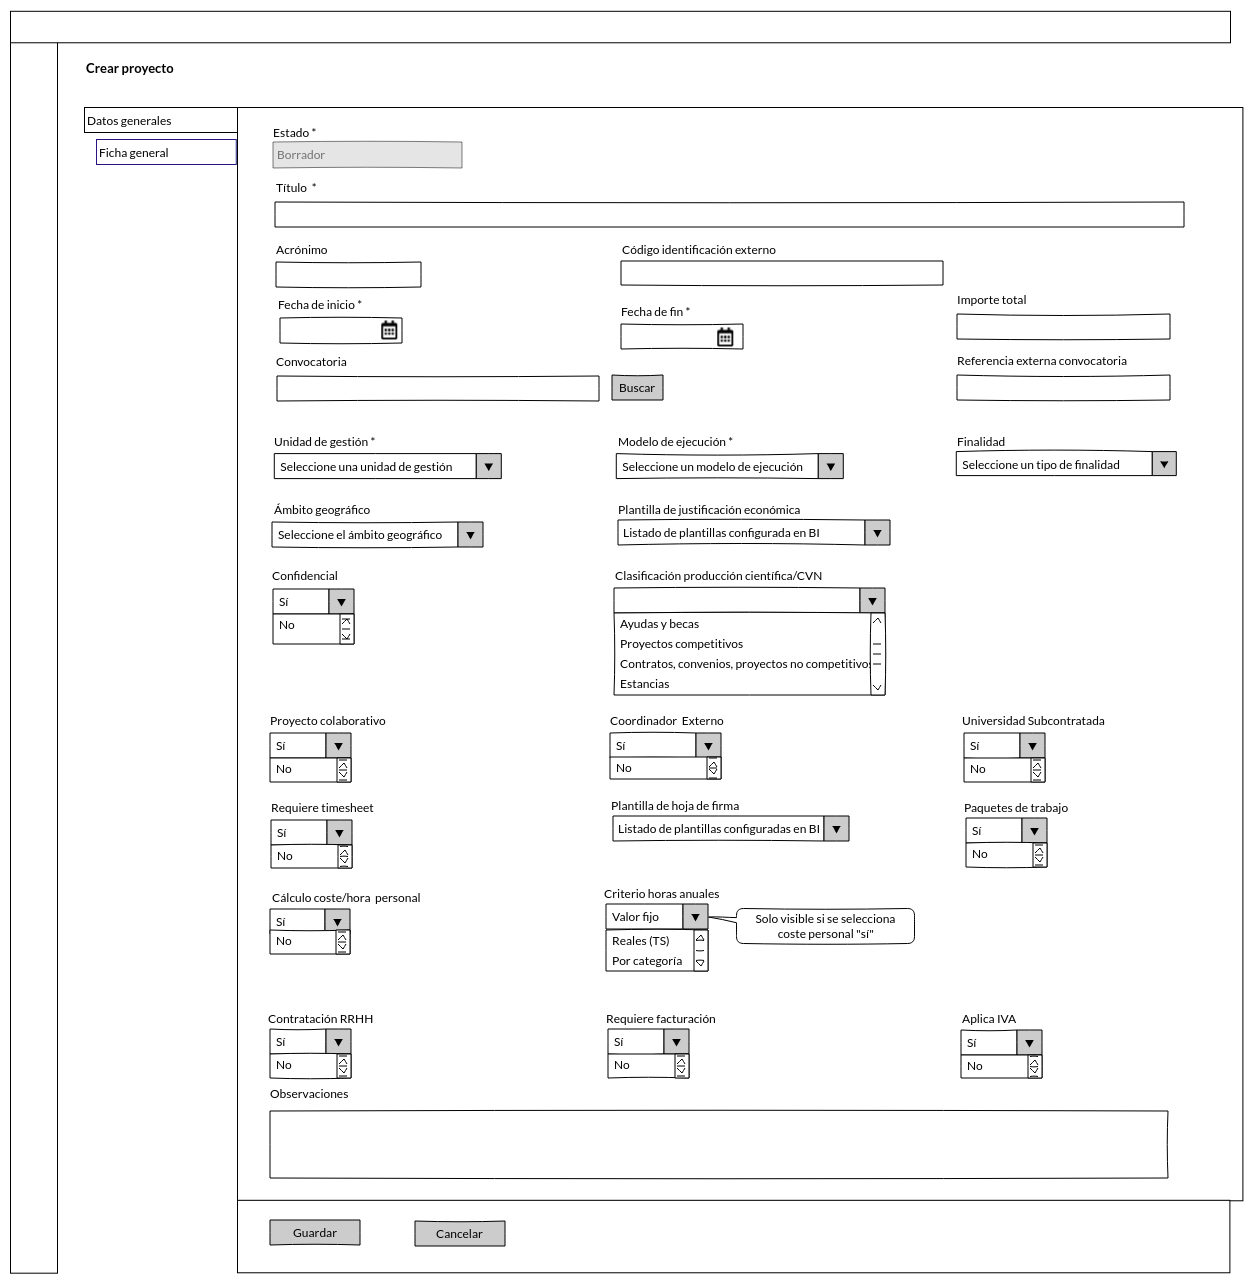 Crear proyecto
Datos generales
Ficha general
Estado *
Borrador
Título *
Acrónimo
Código identificación externo
Fecha de inicio *
Fecha de fin *
Importe total
Convocatoria
Buscar
Referencia externa convocatoria
Unidad de gestión *
Modelo de ejecución *
Finalidad
Seleccione una unidad de gestión
Seleccione un modelo de ejecución
Seleccione un tipo de finalidad
Ámbito geográfico
Plantilla de justificación económica
Seleccione el ámbito geográfico
Listado de plantillas configurada en BI
Confidencial
Sí
No
Clasificación producción científica/CVN
Ayudas y becas
Proyectos competitivos
Contratos, convenios, proyectos no competitivos
Estancias
Proyecto colaborativo
Sí
No
Coordinador Externo
Sí
No
Universidad Subcontratada
Sí
No
Requiere timesheet
Sí
No
Plantilla de hoja de firma
Listado de plantillas configuradas en BI
Paquetes de trabajo
Sí
No
Cálculo coste/hora personal
Sí
No
Criterio horas anuales
Valor fijo
Reales (TS)
Por categoría
Solo visible si se selecciona
coste personal "sí"
Contratación RRHH
Sí
No
Requiere facturación
Sí
No
Aplica IVA
Sí
No
Observaciones
Guardar
Cancelar